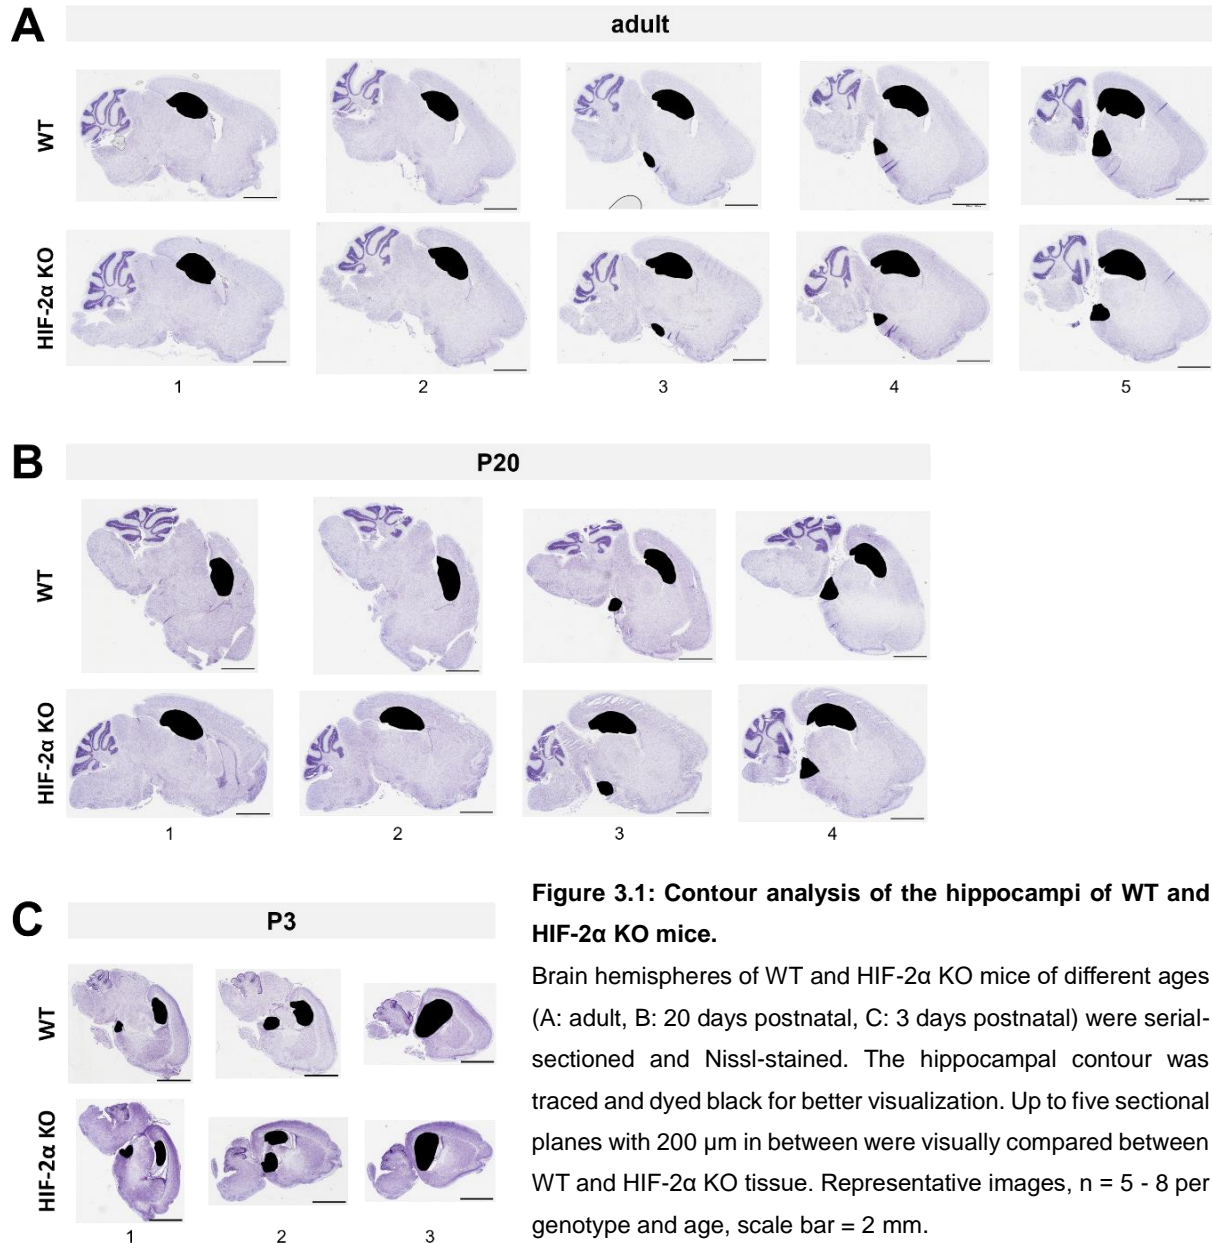 A
adult
WT
HIF-2α KO
1 2 3 4 5
B
P20
WT
HIF-2α KO
1 2 3 4
C
P3
WT
HIF-2α KO
1 2 3
Figure 3.1: Contour analysis of the hippocampi of WT and
HIF-2α KO mice.
Brain hemispheres of WT and HIF-2α KO mice of different ages
(A: adult, B: 20 days postnatal, C: 3 days postnatal) were serial-
sectioned and Nissl-stained. The hippocampal contour was
traced and dyed black for better visualization. Up to five sectional
planes with 200 μm in between were visually compared between
WT and HIF-2α KO tissue. Representative images, n = 5 - 8 per
genotype and age, scale bar = 2 mm.